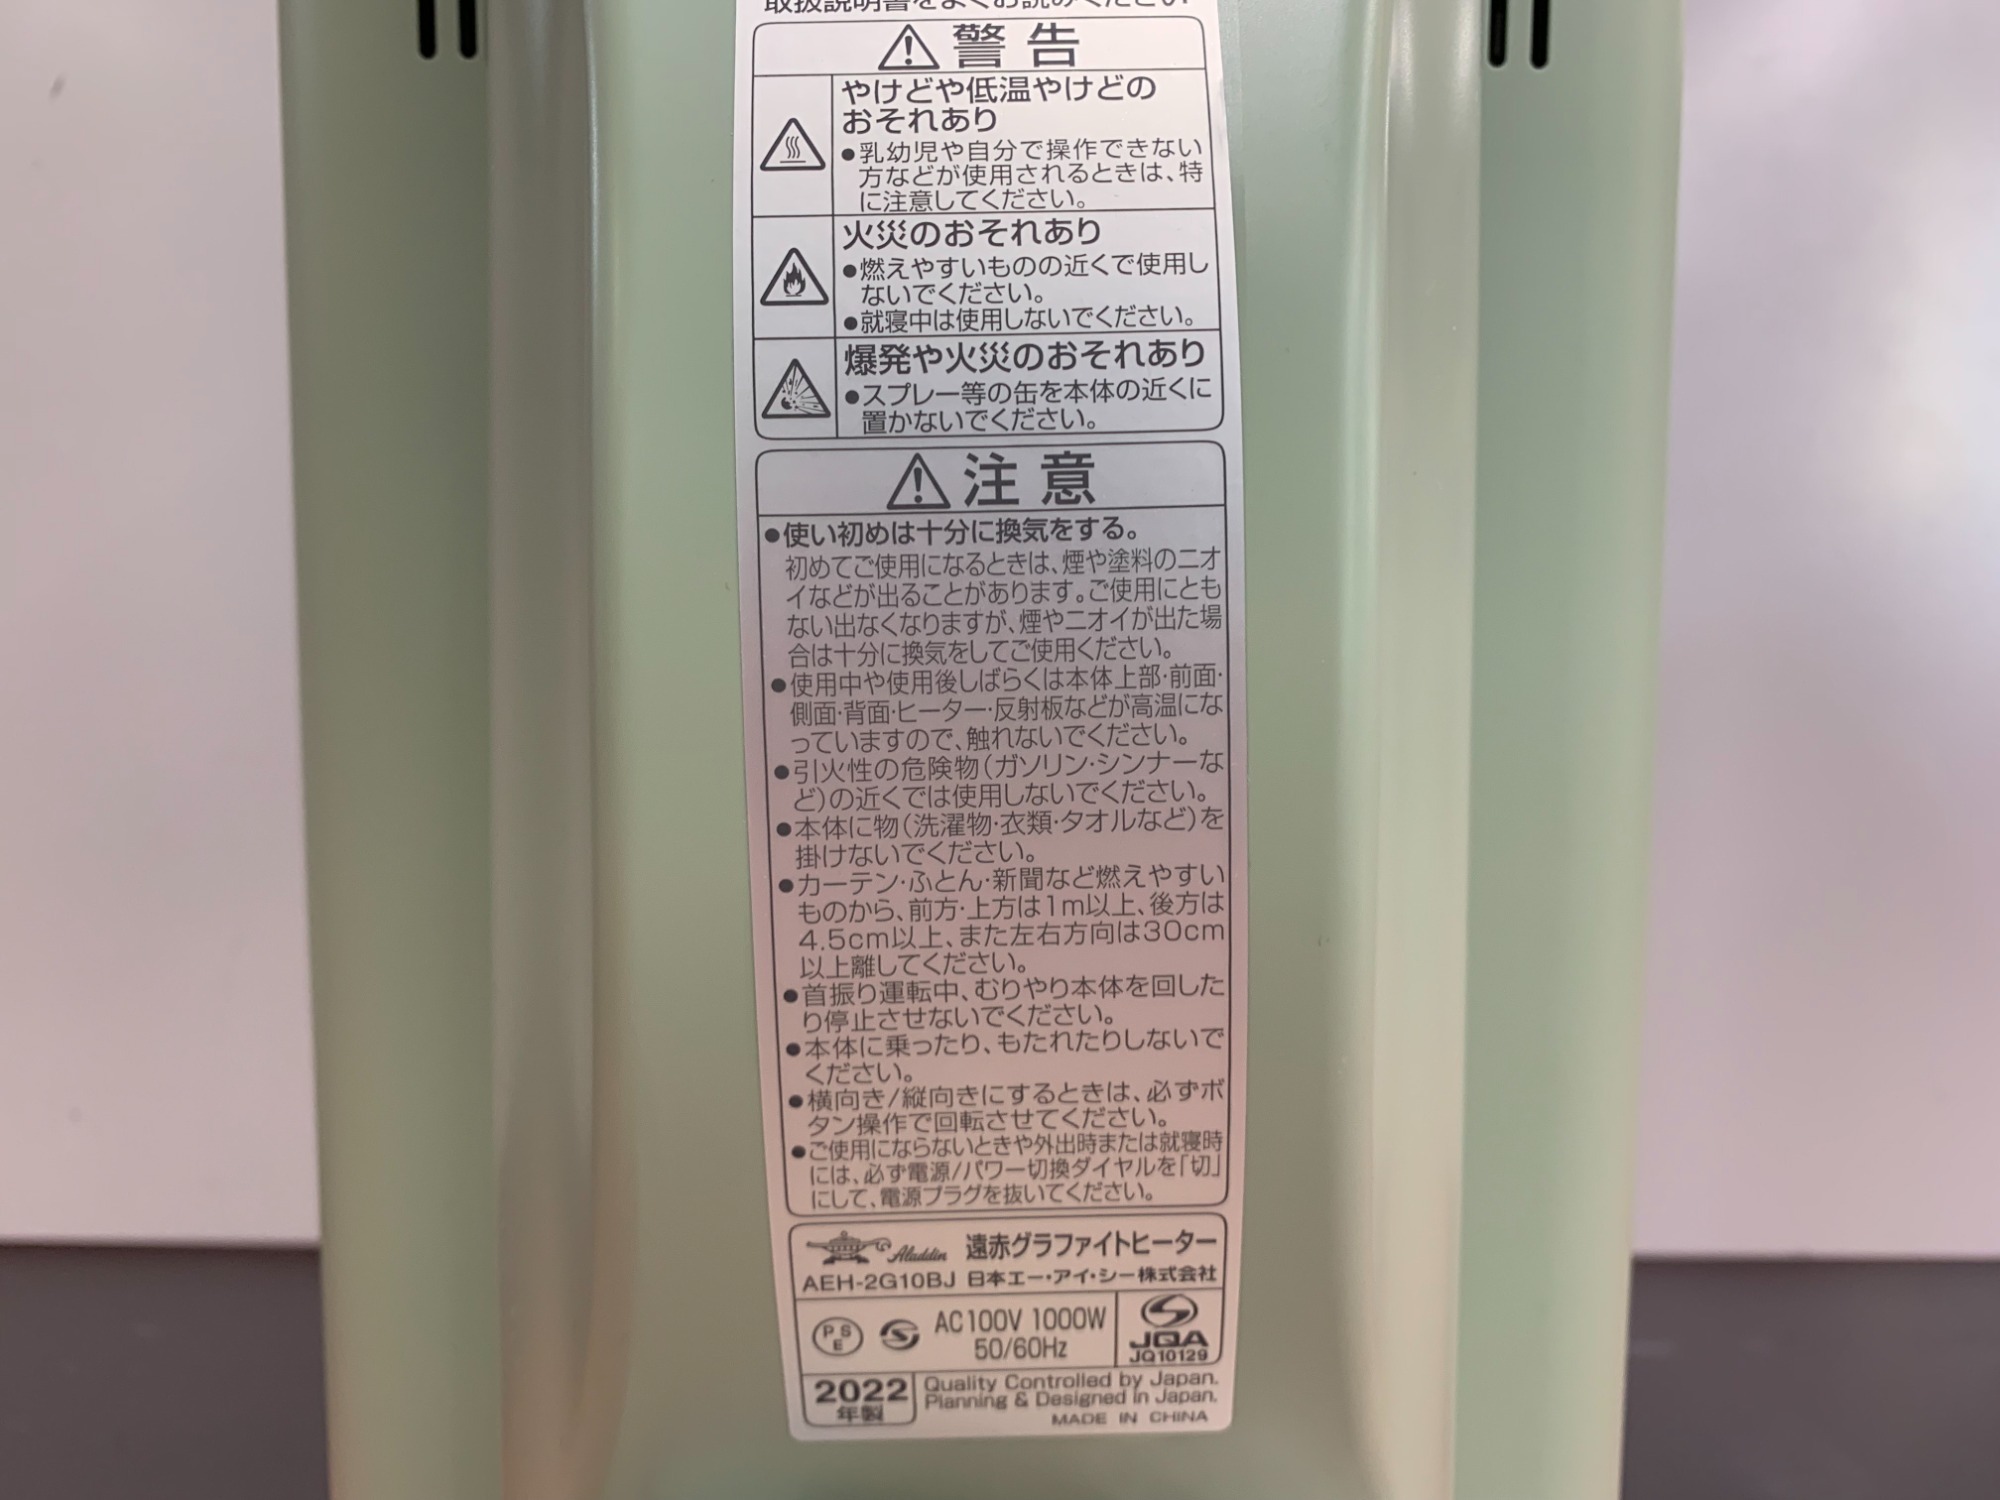 取扱説明書をよくお読みください
警告
やけどや低温やけどの
おそれあり
●乳幼児や自分で操作できない
方などが使用されるときは、特
に注意してください。
火災のおそれあり
●燃えやすいものの近くで使用し
ないでください。
●就寝中は使用しないでください。
爆発や火災のおそれあり
●スプレー等の缶を本体の近くに
置かないでください。
注意
●使い初めは十分に換気をする。
初めてご使用になるときは、煙や塗料のニオ
イなどが出ることがあります。ご使用にとも
ない出なくなりますが、煙やニオイが出た場
合は十分に換気をしてご使用ください。
●使用中や使用後しばらくは本体上部・前面・
側面・背面・ヒーター・反射板などが高温にな
っていますので、触れないでください。
●引火性の危険物(ガソリン・シンナーな
ど)の近くでは使用しないでください。
●本体に物(洗濯物・衣類・タオルなど)を
掛けないでください。
●カーテン・ふとん・新聞など燃えやすい
ものから、前方・上方は1m以上、後方は
4.5cm以上、また左右方向は30cm
以上離してください。
●首振り運転中、むりやり本体を回した
り停止させないでください。
●本体に乗ったり、もたれたりしないで
ください。
●横向き/縦向きにするときは、必ずボ
タン操作で回転させてください。
●ご使用にならないときや外出時または就寝時
には、必ず電源/パワー切換ダイヤルを「切」
にして、電源プラグを抜いてください。
Aladdin 遠赤グラファイトヒーター
AEH-2G10BJ 日本エー・アイ・シー株式会社
PSE AC100V 1000W
50/60Hz
JQA
JQ10129
2022
年製
Quality Controlled by Japan.
Planning & Designed in Japan.
MADE IN CHINA